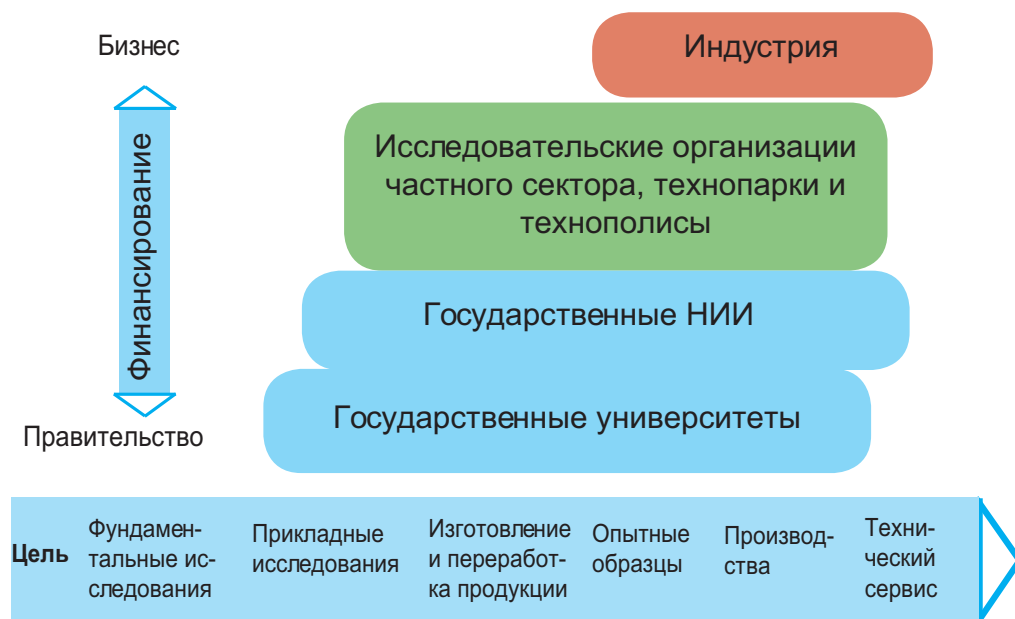 Бизнес
Финансирование
Правительство
Индустрия
Исследовательские организации
частного сектора, технопарки и
технополисы
Государственные НИИ
Государственные университеты
Цель
Фундамен-
тальные ис-
следования
Прикладные
исследования
Изготовление
и переработ-
ка продукции
Опытные
образцы
Производ-
ства
Техни-
ческий
сервис